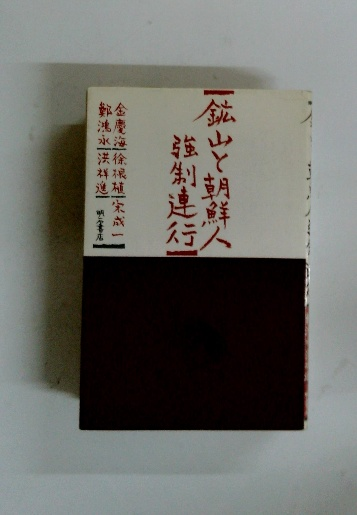 鉱山と朝鮮人
強制連行
金慶海 徐根植 宋成一
鄭鴻永 洪祥進
明石書店